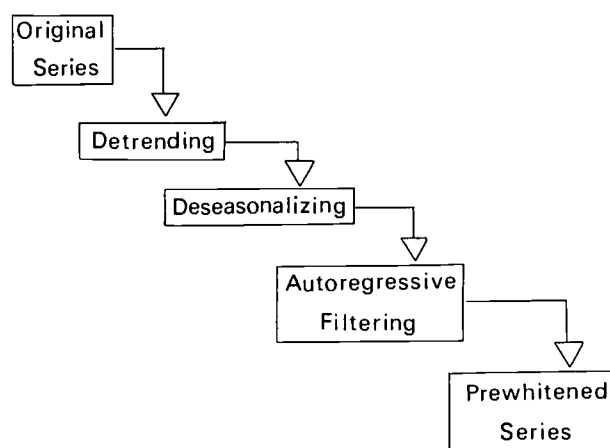 Original
Series
Detrending
Deseasonalizing
Autoregressive
Filtering
Prewhitened
Series